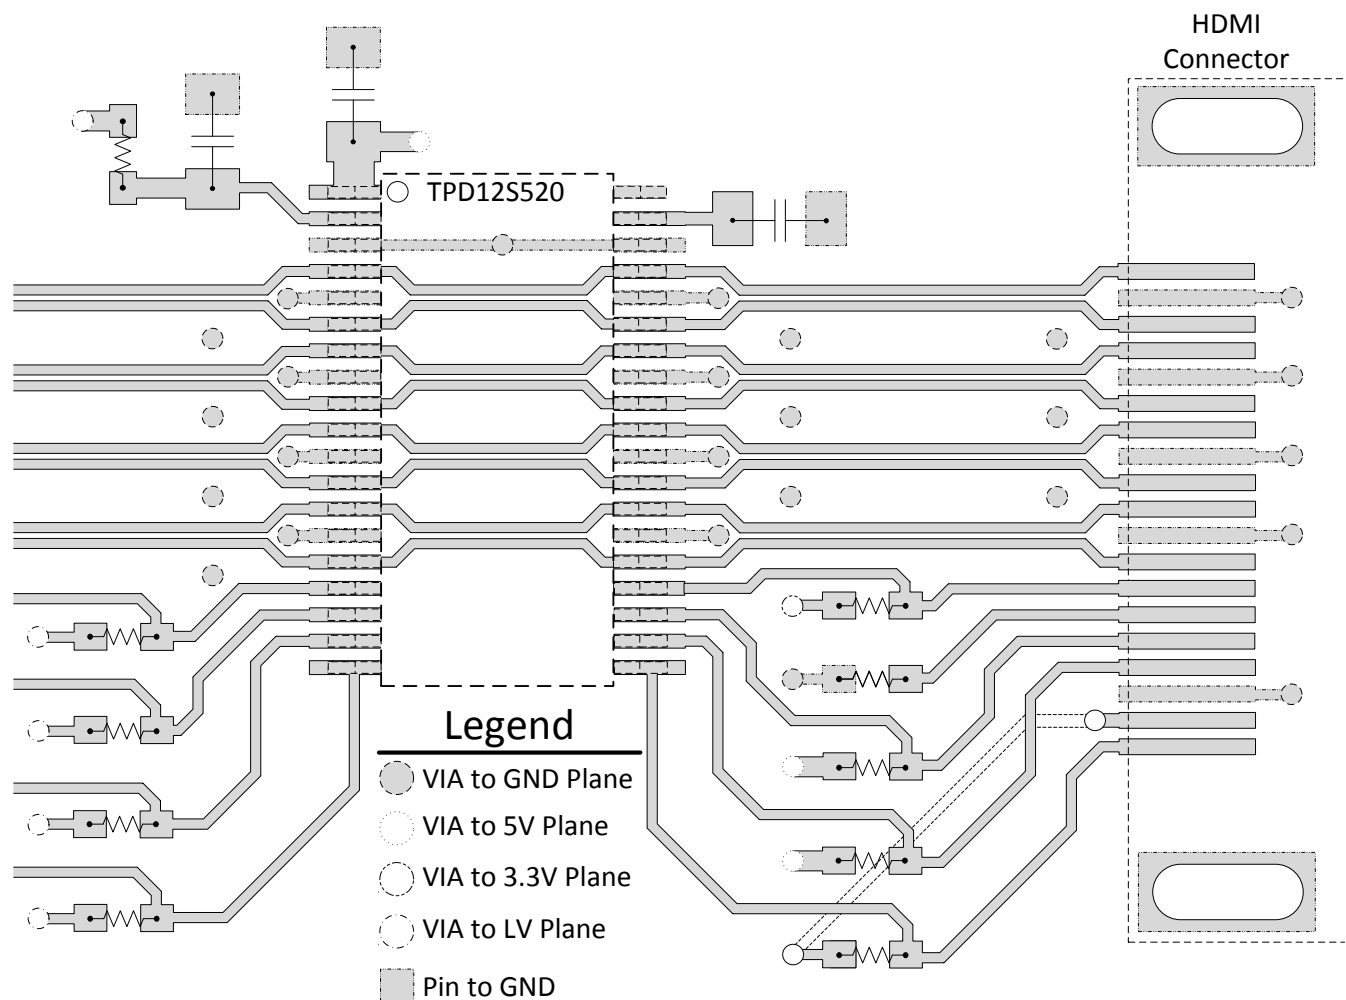 HDMI
Connector
TPD12S520
Legend
VIA to GND Plane
VIA to 5V Plane
VIA to 3.3V Plane
VIA to LV Plane
Pin to GND